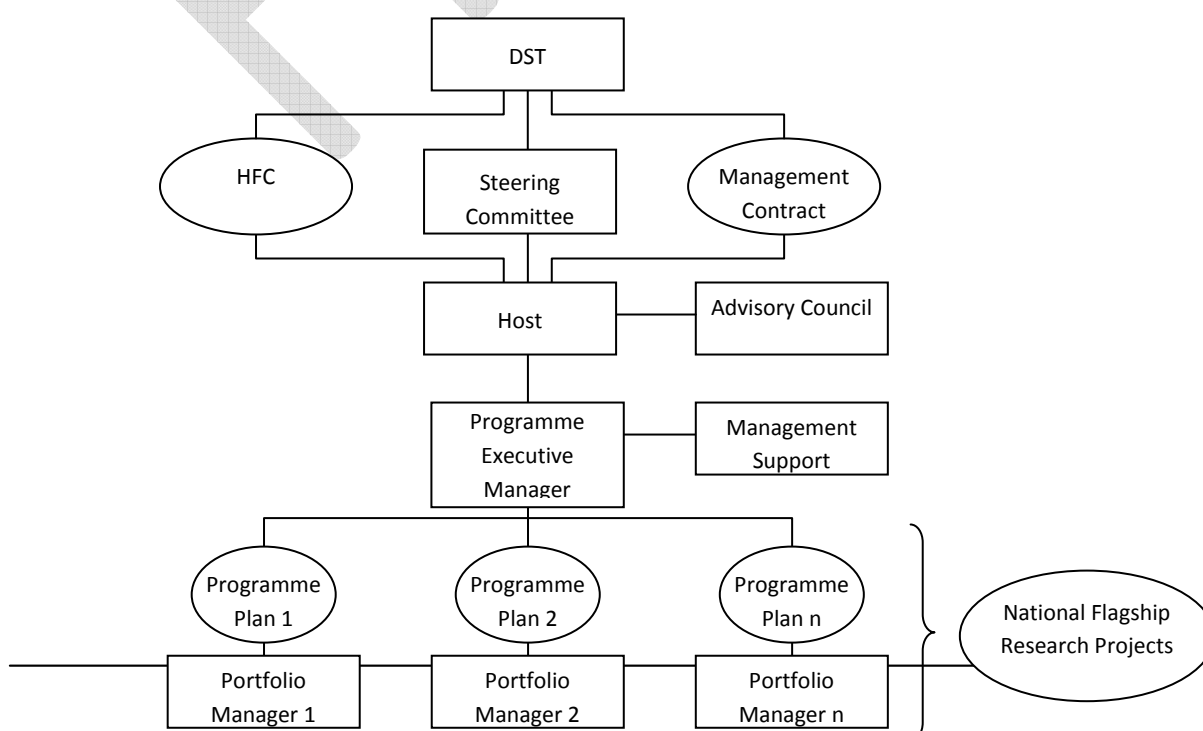 DST
HFC
Steering
Committee
Management
Contract
Host
Advisory Council
Programme
Executive
Manager
Management
Support
Programme
Plan 1
Programme
Plan 2
Programme
Plan n
National Flagship
Research Projects
Portfolio
Manager 1
Portfolio
Manager 2
Portfolio
Manager n